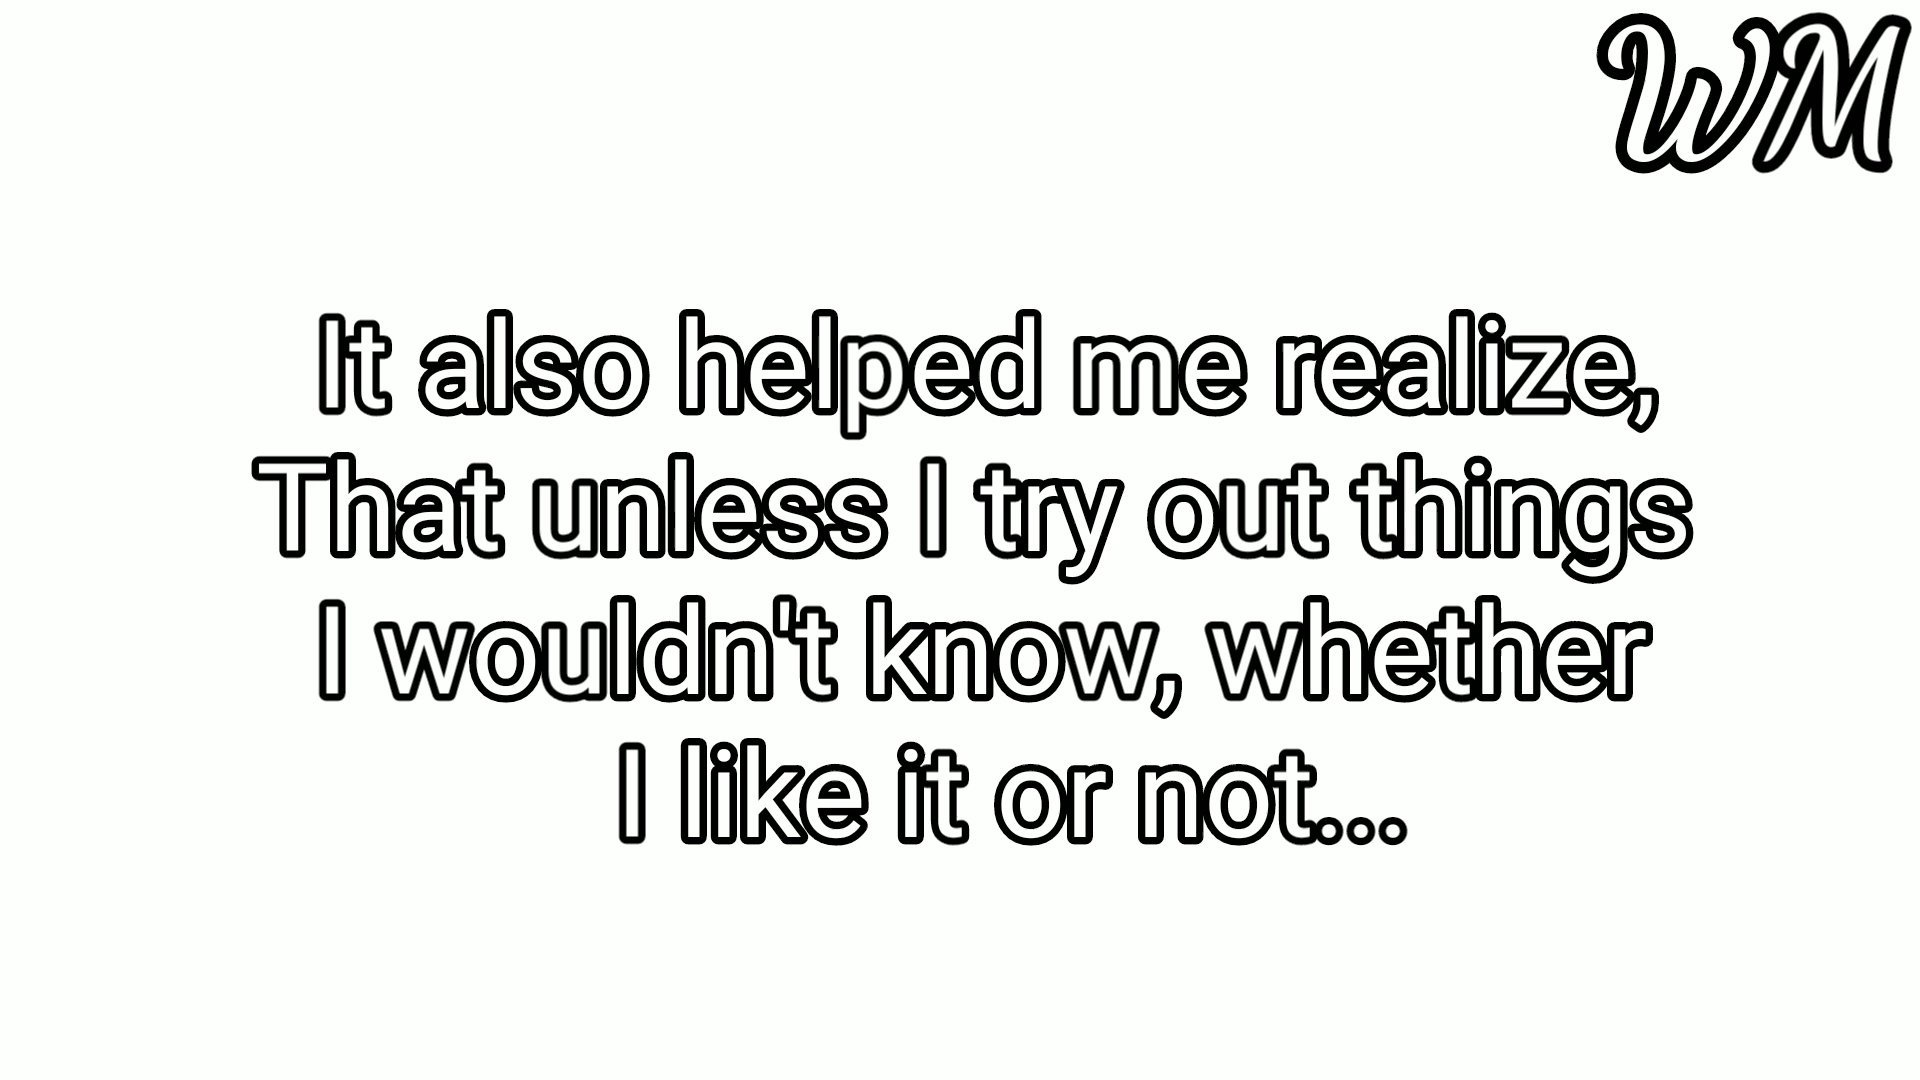 WM
It also helped me realize,
That unless I try out things
I wouldn't know, whether
I like it or not...